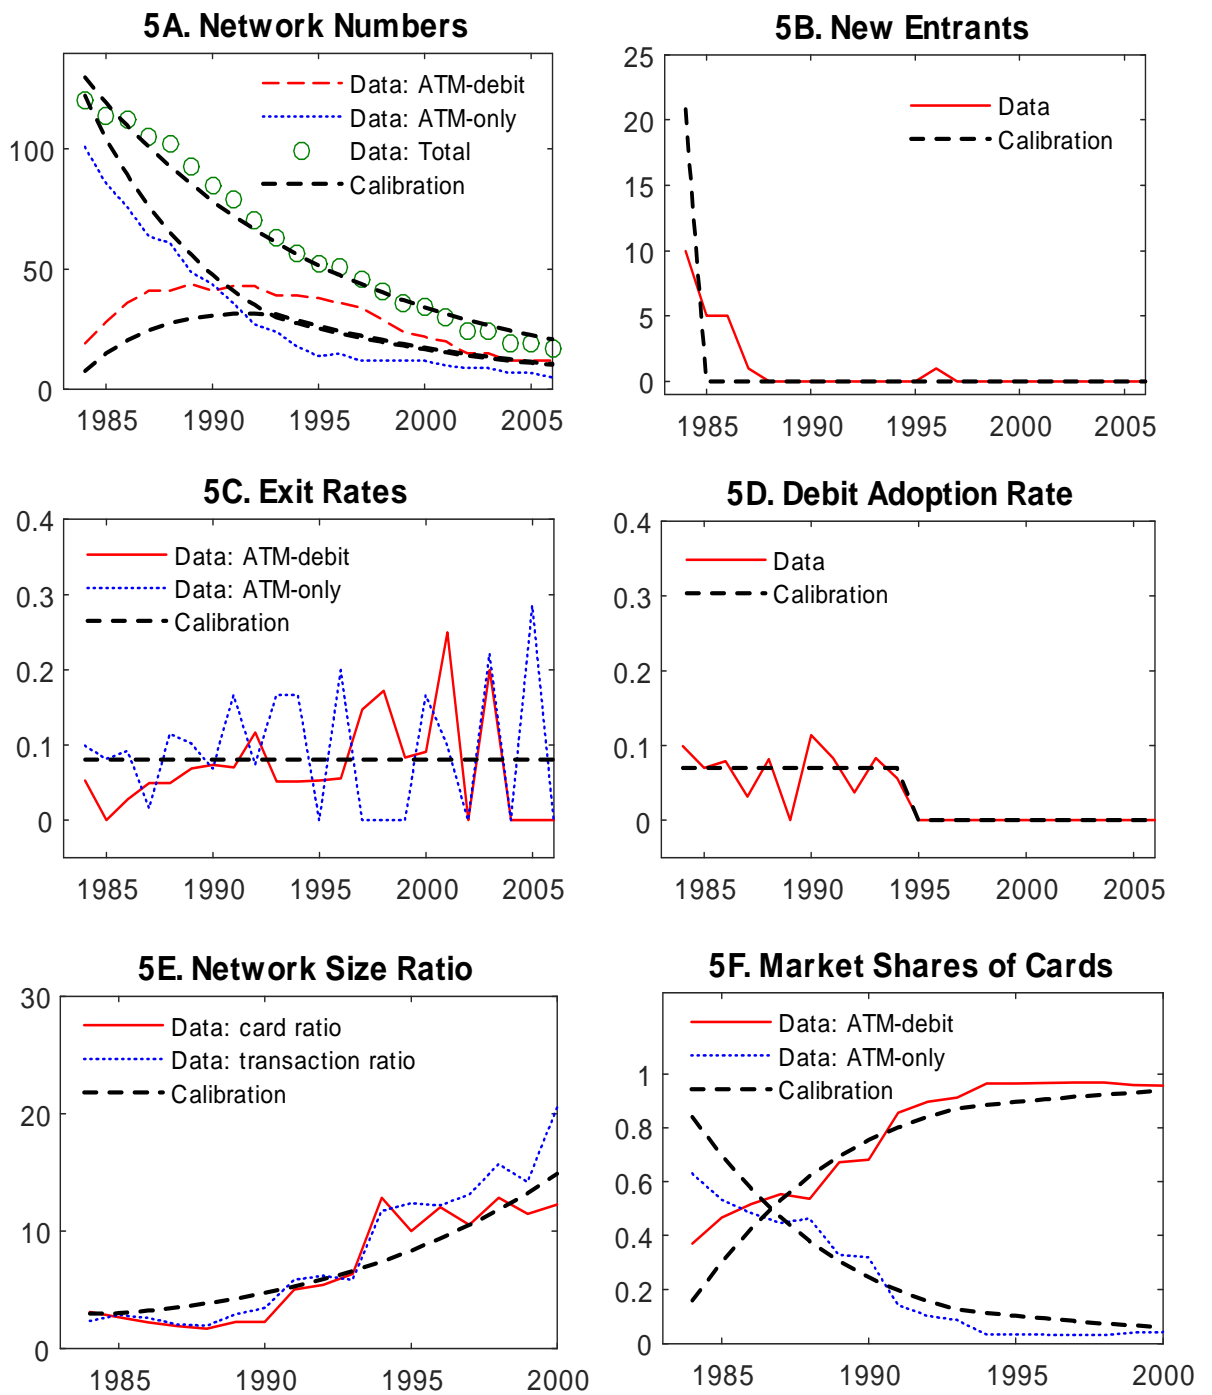 5A. Network Numbers
Data: ATM-debit
Data: ATM-only
Data: Total
Calibration
100
50
0
1985 1990 1995 2000 2005
5B. New Entrants
Data
Calibration
25
20
15
10
5
0
1985 1990 1995 2000 2005
5C. Exit Rates
Data: ATM-debit
Data: ATM-only
Calibration
0.4
0.3
0.2
0.1
0
1985 1990 1995 2000 2005
5D. Debit Adoption Rate
Data
Calibration
0.4
0.3
0.2
0.1
0
1985 1990 1995 2000 2005
5E. Network Size Ratio
Data: card ratio
Data: transaction ratio
Calibration
30
20
10
0
1985 1990 1995 2000
5F. Market Shares of Cards
Data: ATM-debit
Data: ATM-only
Calibration
1
0.8
0.6
0.4
0.2
0
1985 1990 1995 2000